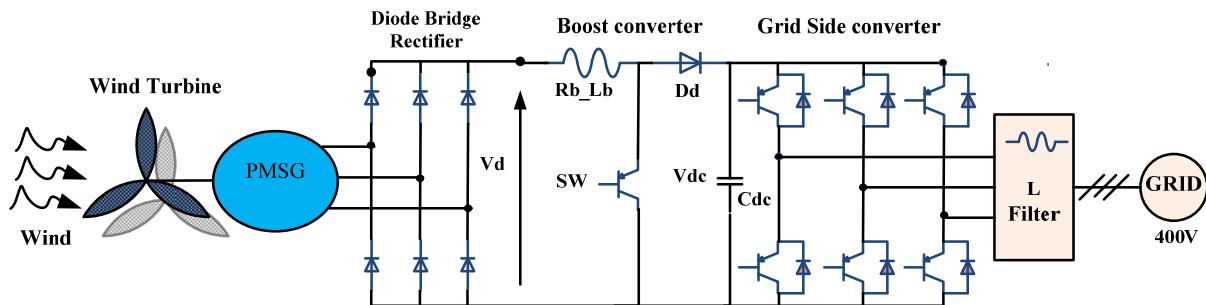 Diode Bridge
Rectifier
Boost converter
Grid Side converter
Wind Turbine
Rb_Lb
Dd
PMSG
Vd
SW
Vdc
Cdc
L
Filter
GRID
400V
Wind